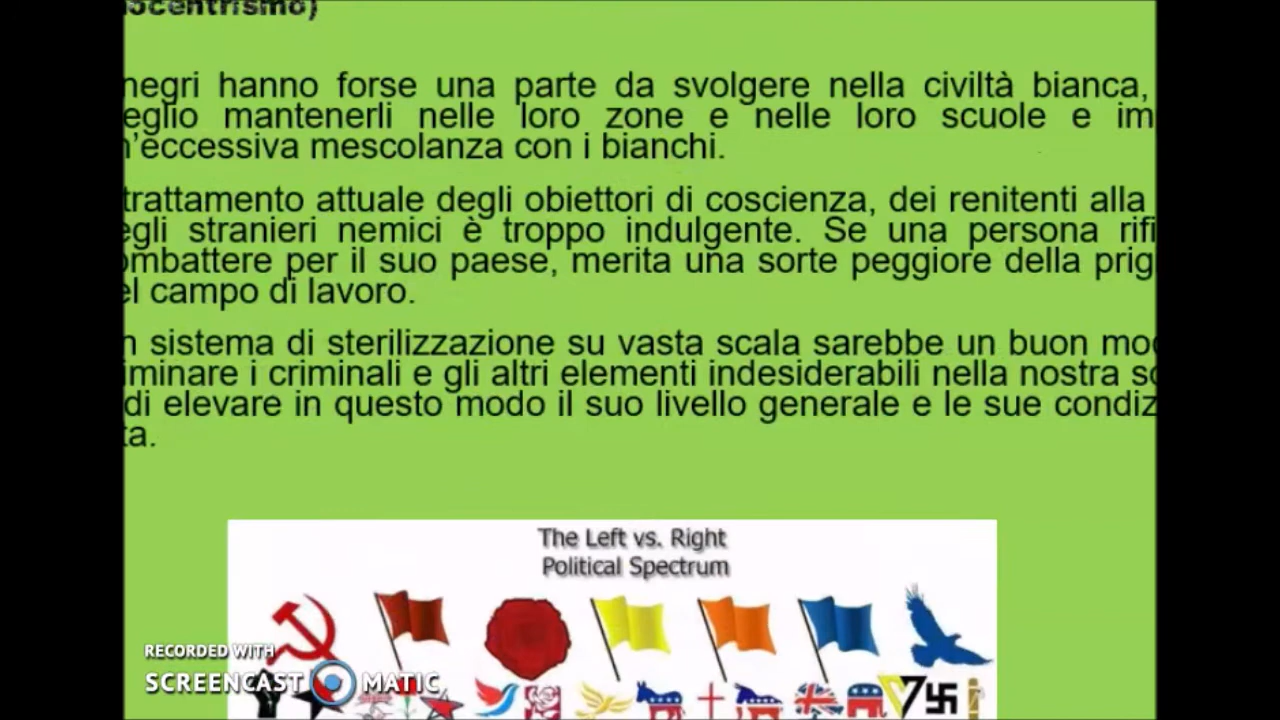 ocentrismo)
negri hanno forse una parte da svolgere nella civiltà bianca,
eglio mantenerli nelle loro zone e nelle loro scuole e im
n'eccessiva mescolanza con i bianchi.
trattamento attuale degli obiettori di coscienza, dei renitenti alla
egli stranieri nemici è troppo indulgente. Se una persona rifi
ombattere per il suo paese, merita una sorte peggiore della prig
el campo di lavoro.
n sistema di sterilizzazione su vasta scala sarebbe un buon mod
iminare i criminali e gli altri elementi indesiderabili nella nostra so
di elevare in questo modo il suo livello generale e le sue condiz
ta.
The Left vs. Right
Political Spectrum
RECORDED WITH
SCREENCAST MATIC